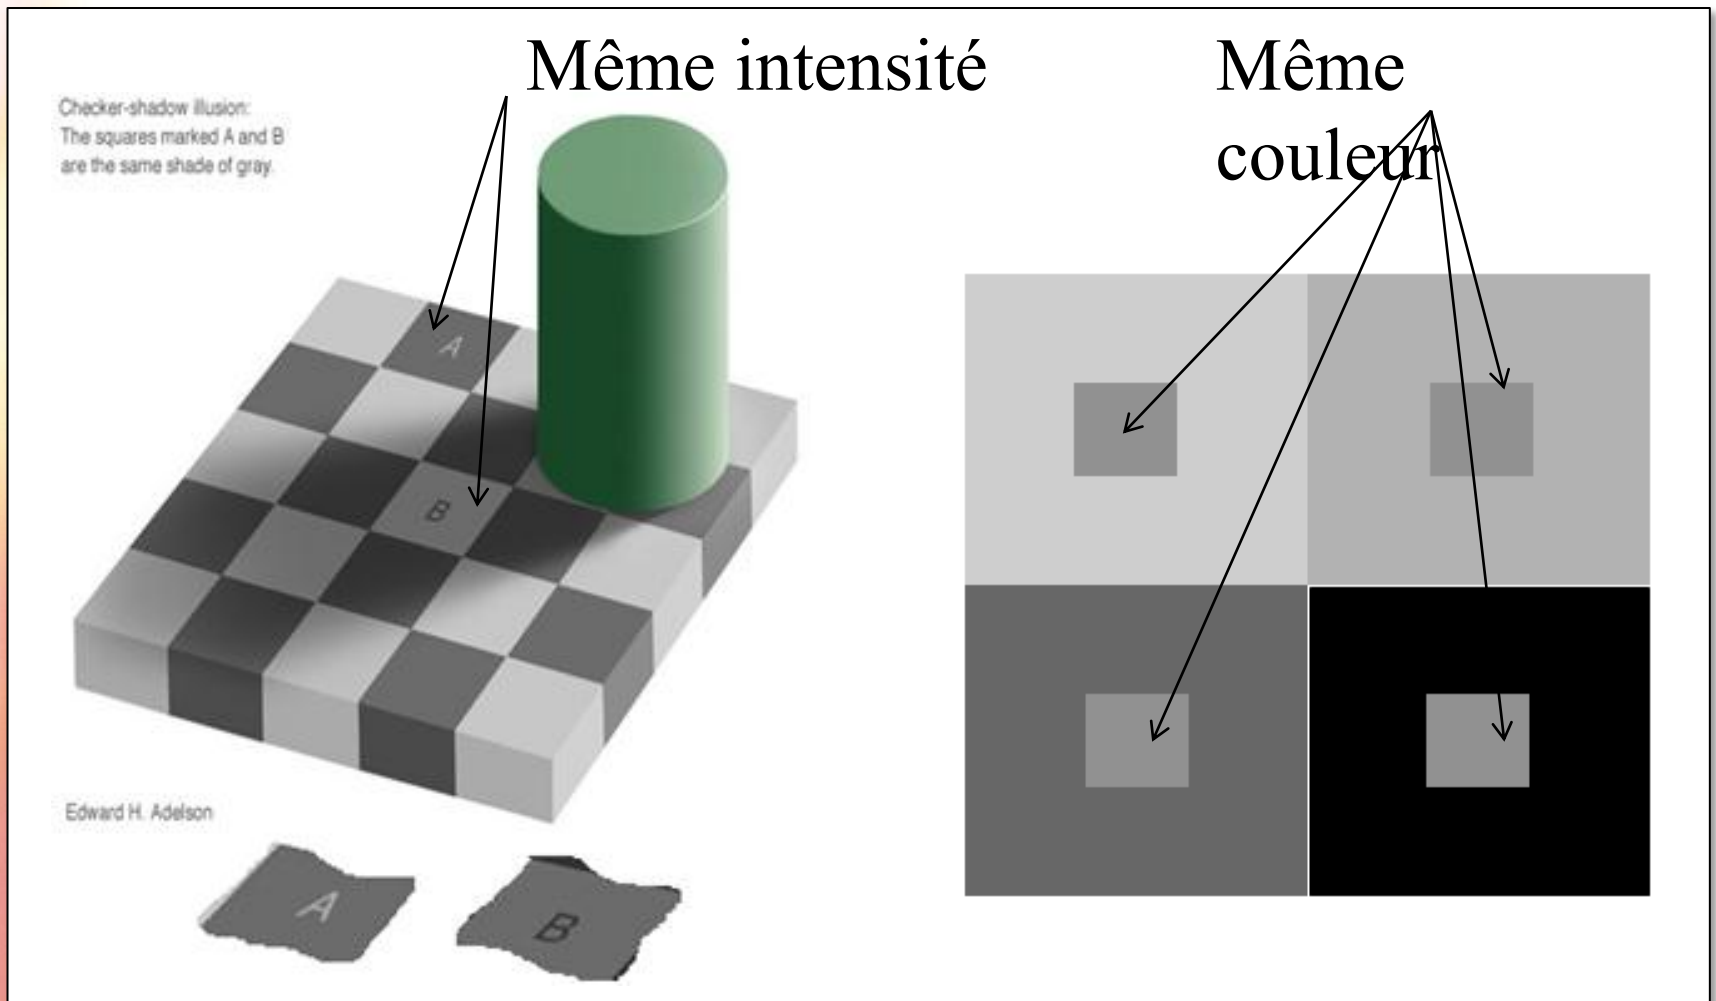 Même intensité
Même
couleur
Checker-shadow illusion:
The squares marked A and B
are the same shade of gray.
A
B
Edward H. Adelson
A
B